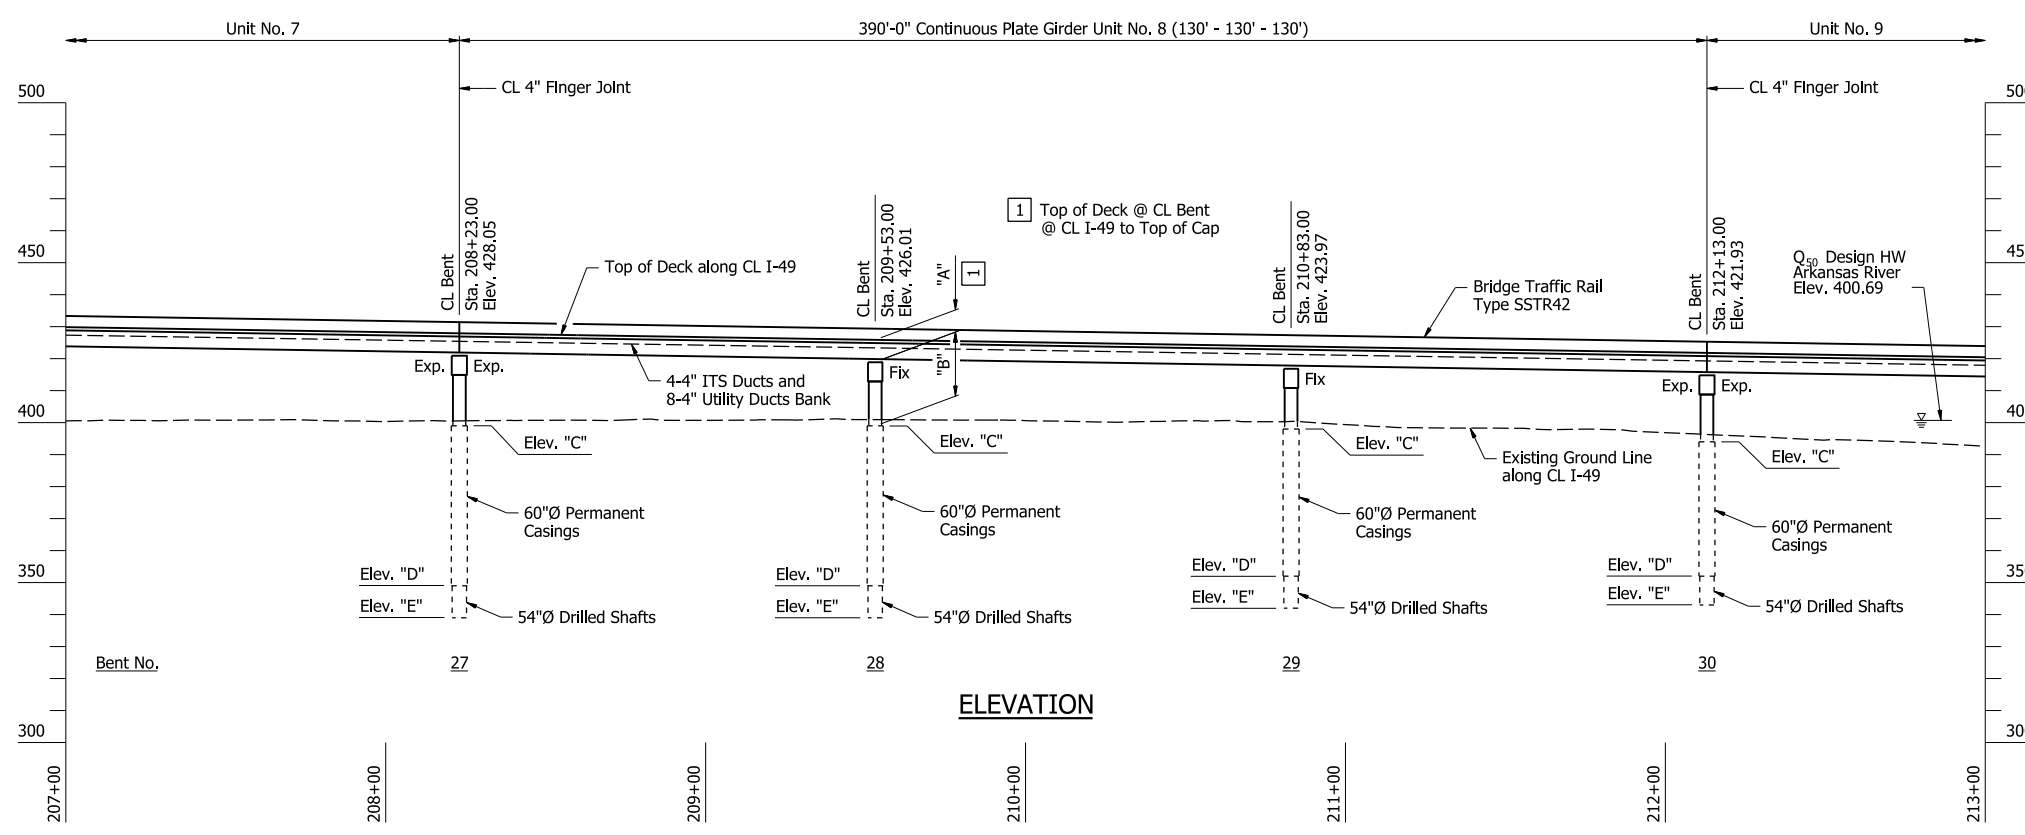 Unit No. 7
390'-0" Continuous Plate Girder Unit No. 8 (130' - 130' - 130')
Unit No. 9
CL 4" Finger Joint
CL 4" Finger Joint
500
500
450
450
400
400
350
350
300
300
CL Bent
Sta. 208+23.00
Elev. 428.05
CL Bent
Sta. 209+53.00
Elev. 426.01
"A"
1
1 Top of Deck @ CL Bent
@ CL I-49 to Top of Cap
CL Bent
Sta. 210+83.00
Elev. 423.97
CL Bent
Sta. 212+13.00
Elev. 421.93
Q50 Design HW
Arkansas River
Elev. 400.69
Top of Deck along CL I-49
Bridge Traffic Rail
Type SSTR42
Exp.
Exp.
4-4" ITS Ducts and
8-4" Utility Ducts Bank
Fix
"B"
Fix
Exp.
Exp.
Elev. "C"
Elev. "C"
Elev. "C"
Elev. "C"
Existing Ground Line
along CL I-49
60"Ø Permanent
Casings
60"Ø Permanent
Casings
60"Ø Permanent
Casings
60"Ø Permanent
Casings
Elev. "D"
Elev. "D"
Elev. "D"
Elev. "D"
Elev. "E"
Elev. "E"
Elev. "E"
Elev. "E"
54"Ø Drilled Shafts
54"Ø Drilled Shafts
54"Ø Drilled Shafts
54"Ø Drilled Shafts
Bent No.
27
28
29
30
ELEVATION
207+00
208+00
209+00
210+00
211+00
212+00
213+00